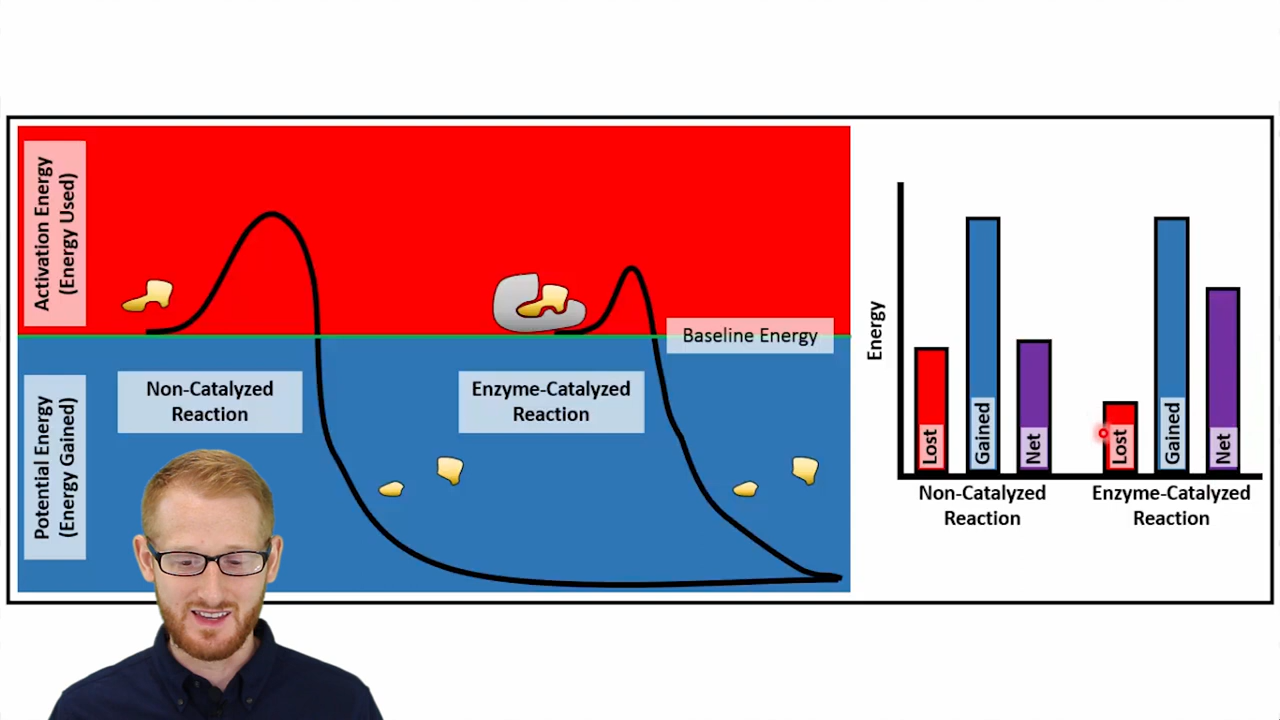 Activation Energy
(Energy Used)
Potential Energy
(Energy Gained)
Non-Catalyzed
Reaction
Enzyme-Catalyzed
Reaction
Baseline Energy
Energy
Lost
Gained
Net
Lost
Gained
Net
Non-Catalyzed
Reaction
Enzyme-Catalyzed
Reaction